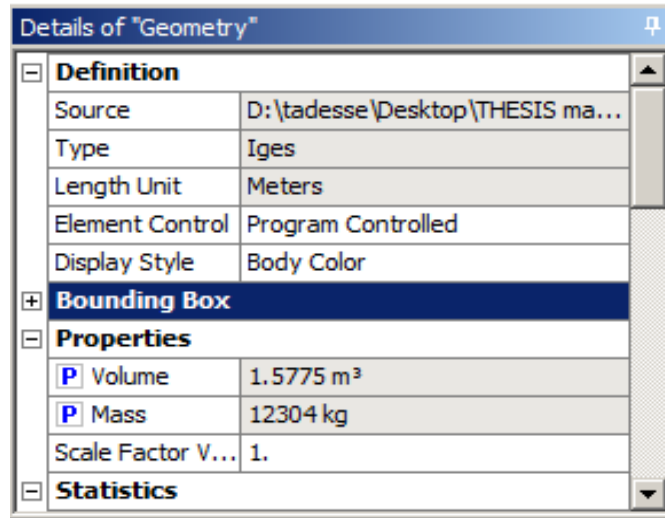 Details of "Geometry"
Definition
Source D:\tadesse\Desktop\THESIS ma...
Type Iges
Length Unit Meters
Element Control Program Controlled
Display Style Body Color
Bounding Box
Properties
P Volume 1.5775 m³
P Mass 12304 kg
Scale Factor V... 1.
Statistics